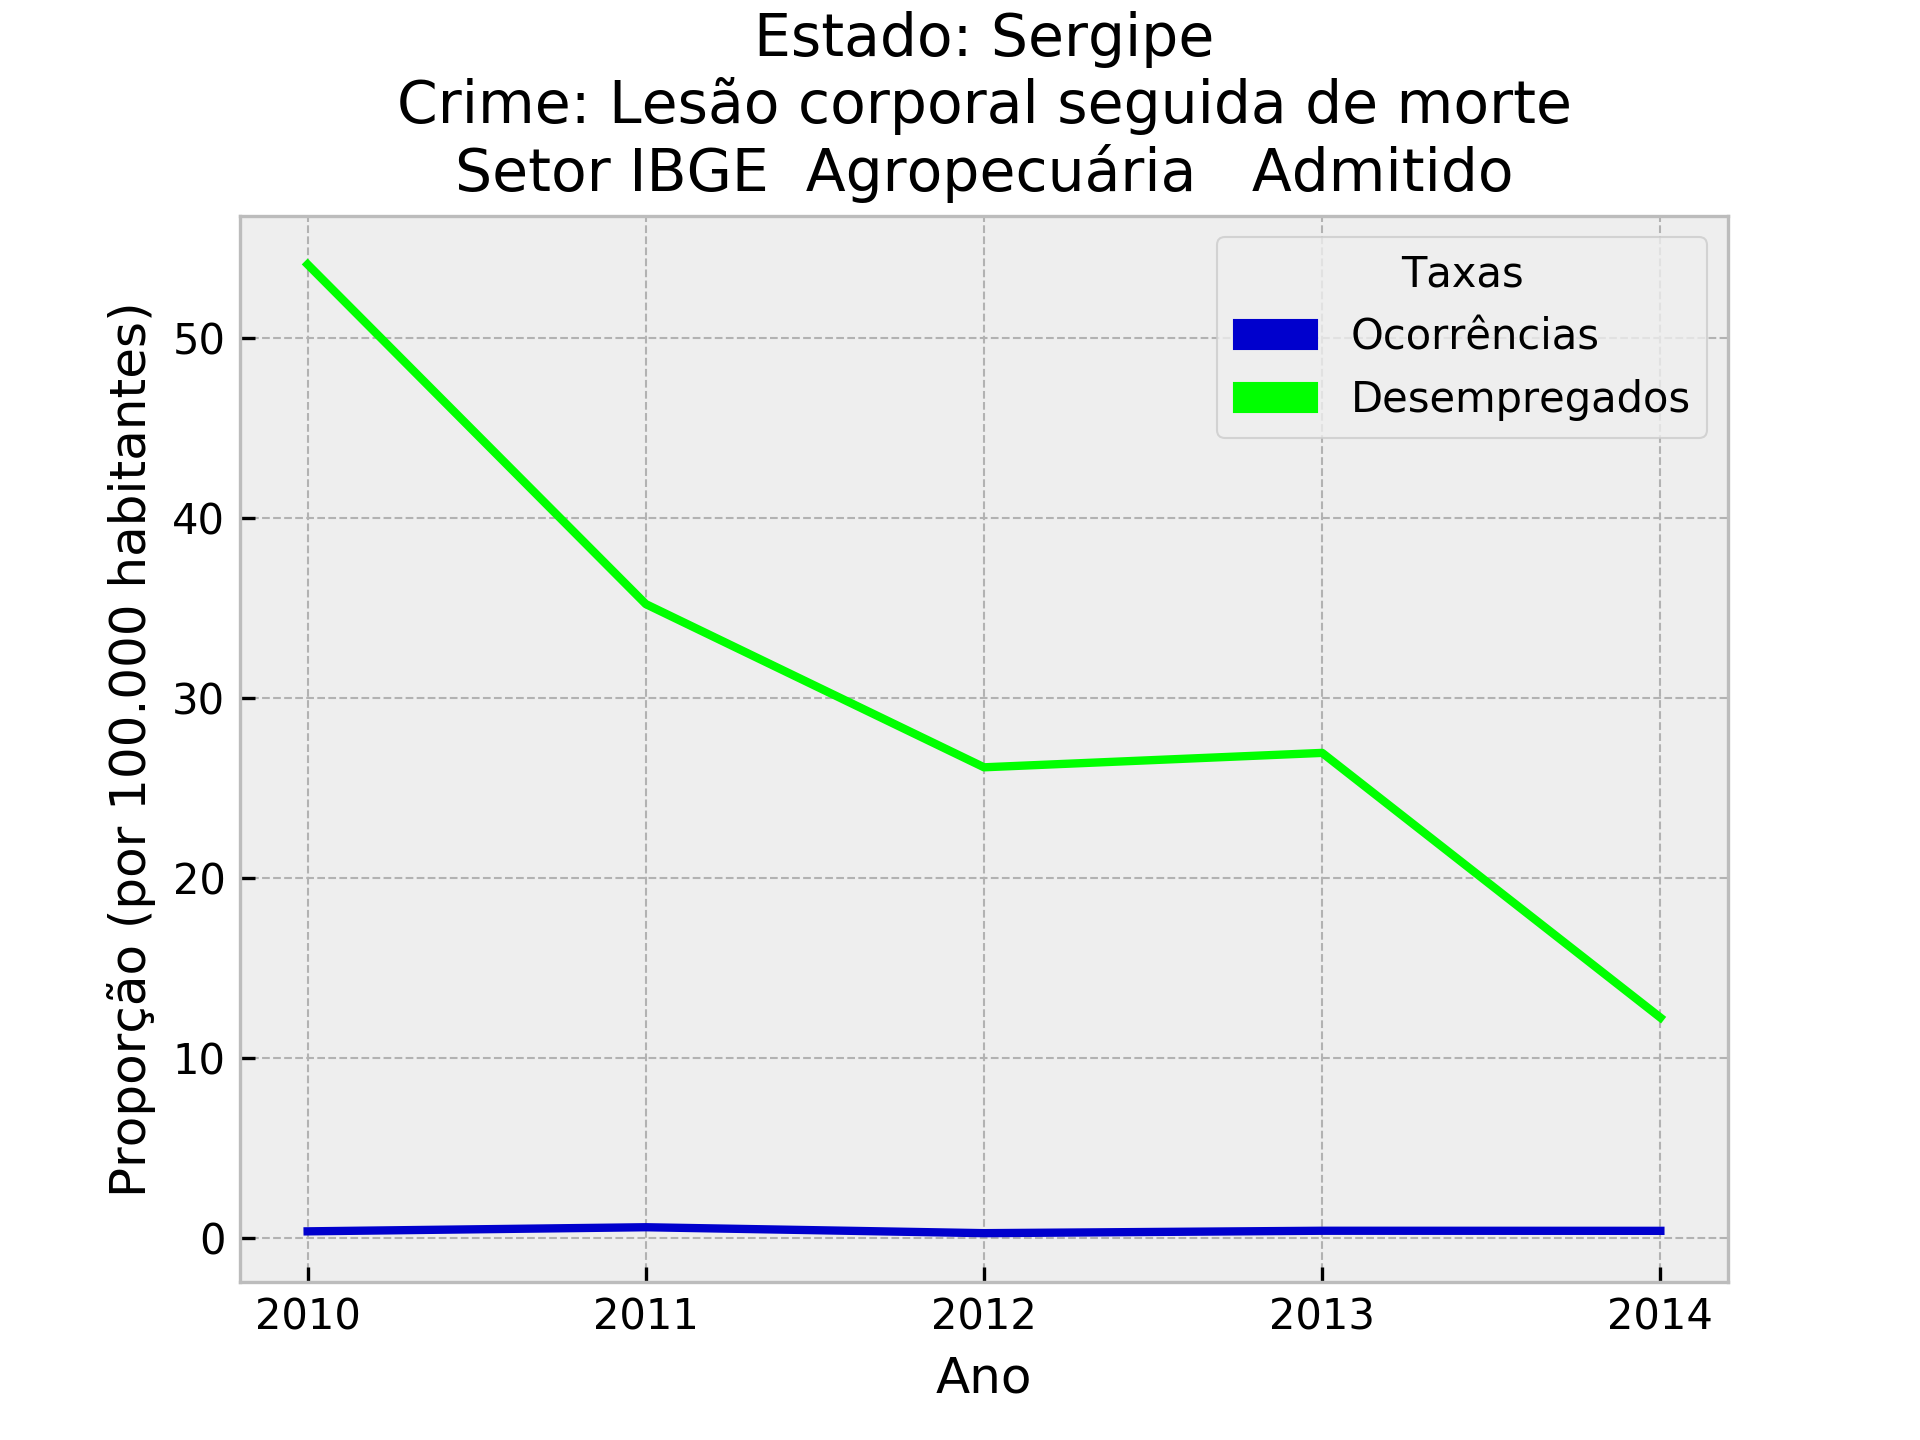 Estado: Sergipe
Crime: Lesão corporal seguida de morte
Setor IBGE  Agropecuária   Admitido
Taxas
Ocorrências
Desempregados
Proporção (por 100.000 habitantes)
50
40
30
20
10
0
2010 2011 2012 2013 2014
Ano